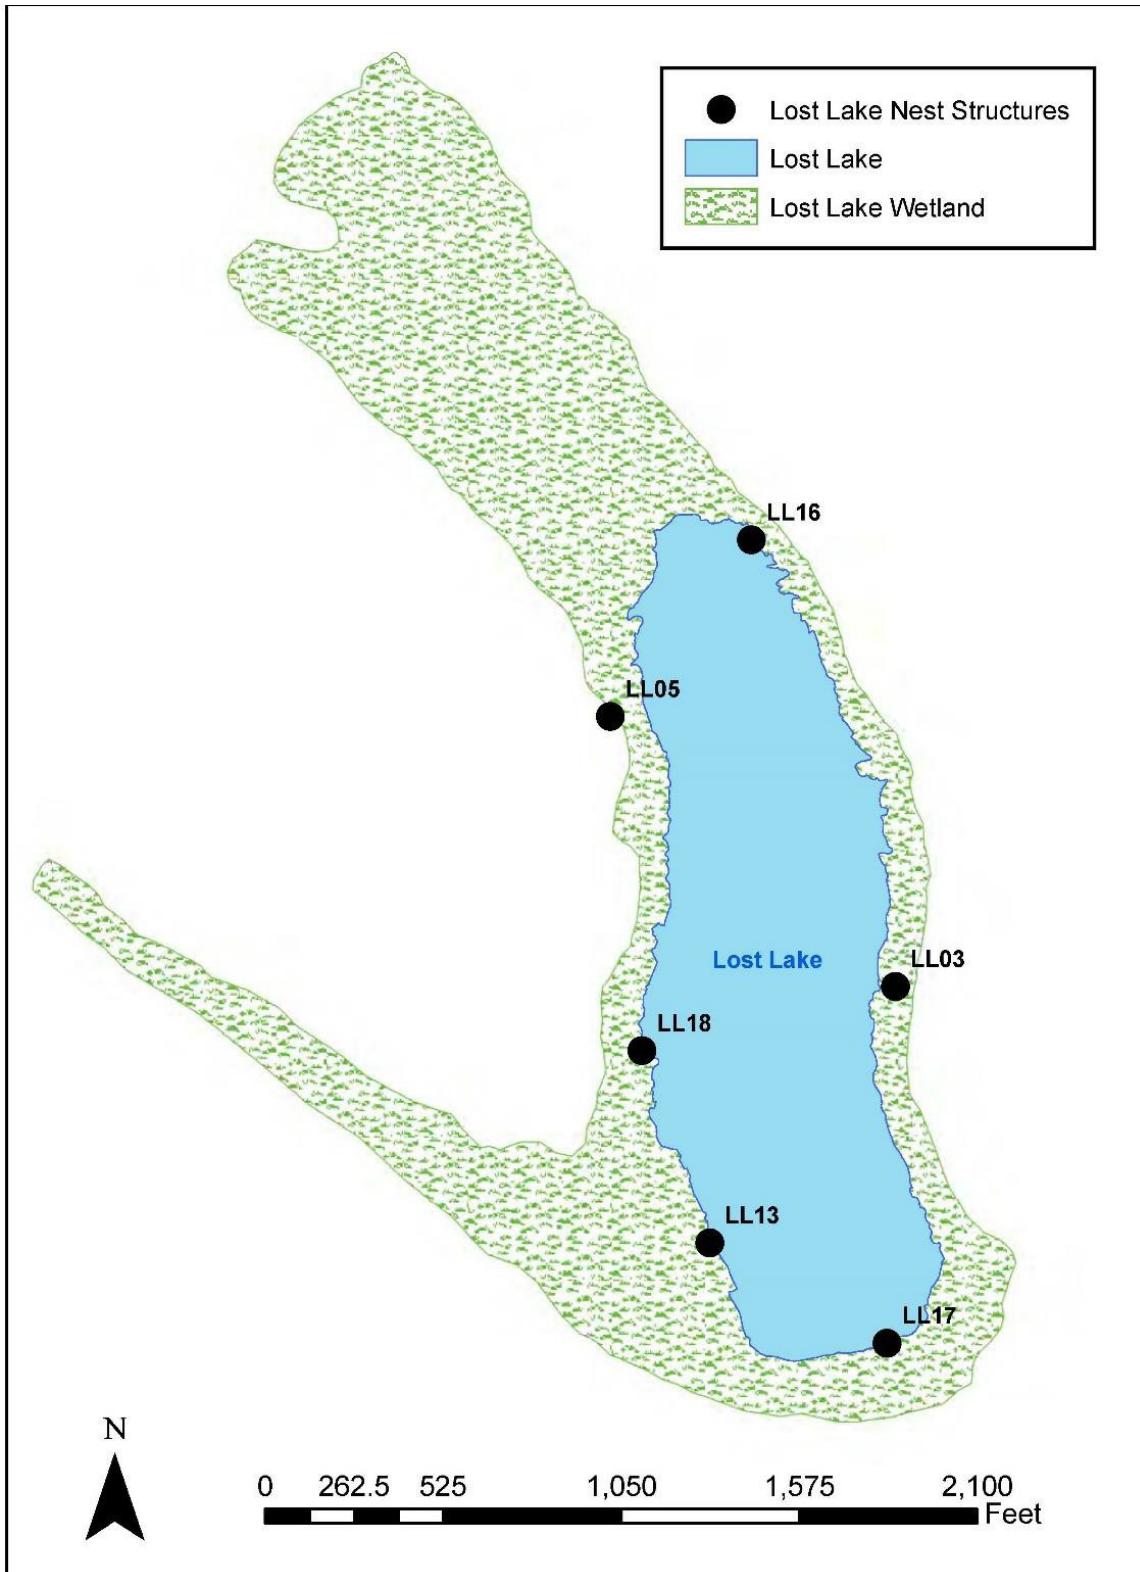 Lost Lake Nest Structures
Lost Lake
Lost Lake Wetland
LL16
LL05
Lost Lake
LL03
LL18
LL13
LL17
N
0 262.5 525 1,050 1,575 2,100
Feet